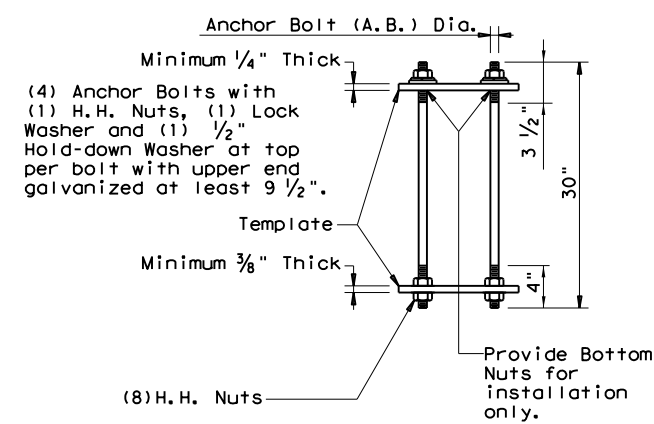 Anchor Bolt (A.B.) Dia.
Minimum 1/4" Thick
(4) Anchor Bolts with
(1) H.H. Nuts, (1) Lock
Washer and (1) 1/2"
Hold-down Washer at top
per bolt with upper end
galvanized at least 9 1/2".
3 1/2"
30"
Template
Minimum 3/8" Thick
4"
Provide Bottom
Nuts for
installation
only.
(8)H.H. Nuts